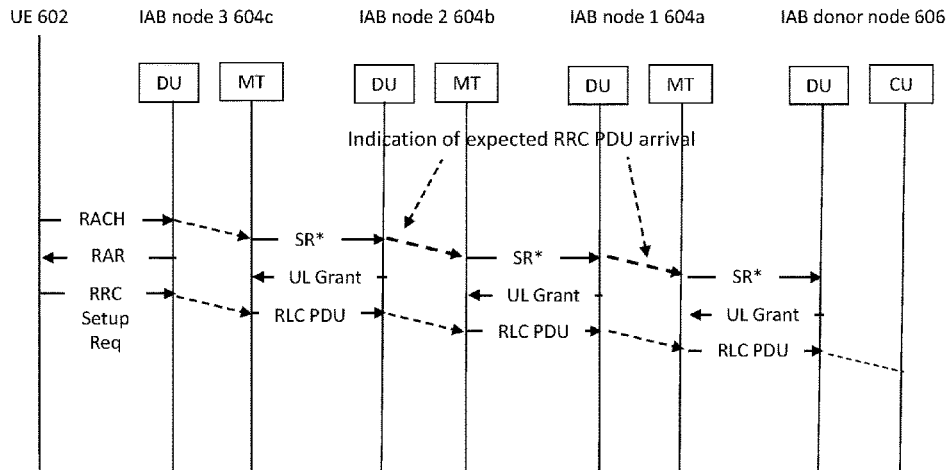 UE 602 IAB node 3 604c IAB node 2 604b IAB node 1 604a IAB donor node 606
DU MT DU MT DU MT DU CU
Indication of expected RRC PDU arrival
RACH
SR*
RAR
SR*
UL Grant
SR*
RRC
Setup
Req
UL Grant
RLC PDU
UL Grant
RLC PDU
RLC PDU